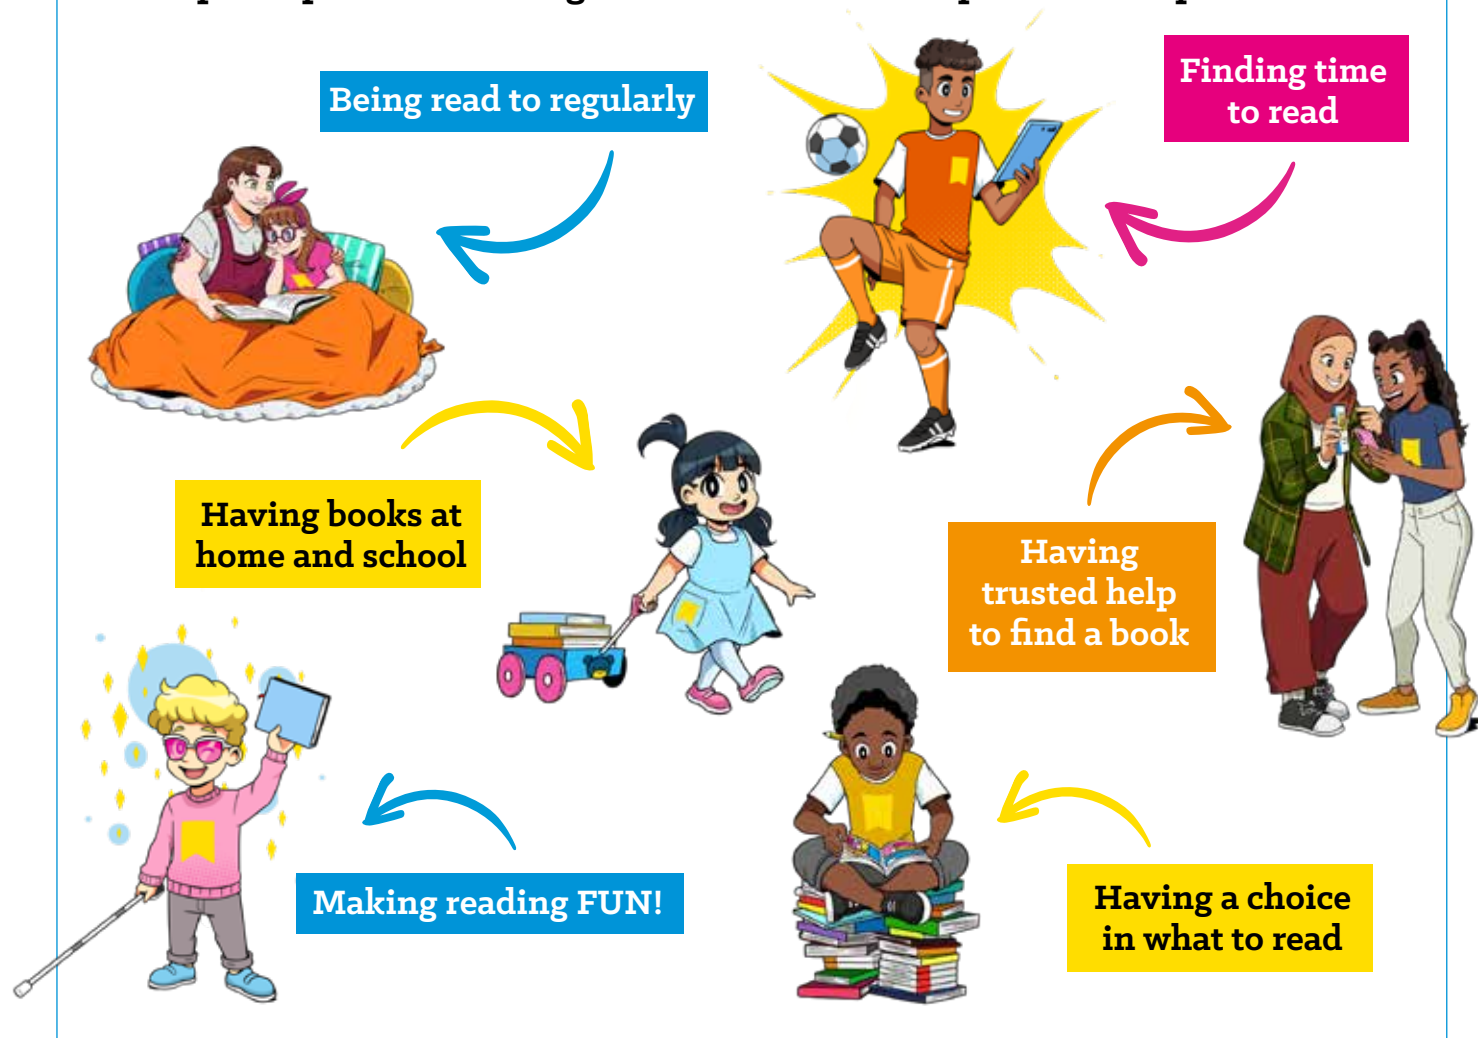 Being read to regularly
Finding time
to read
Having books at
home and school
Having
trusted help
to find a book
Making reading FUN!
Having a choice
in what to read